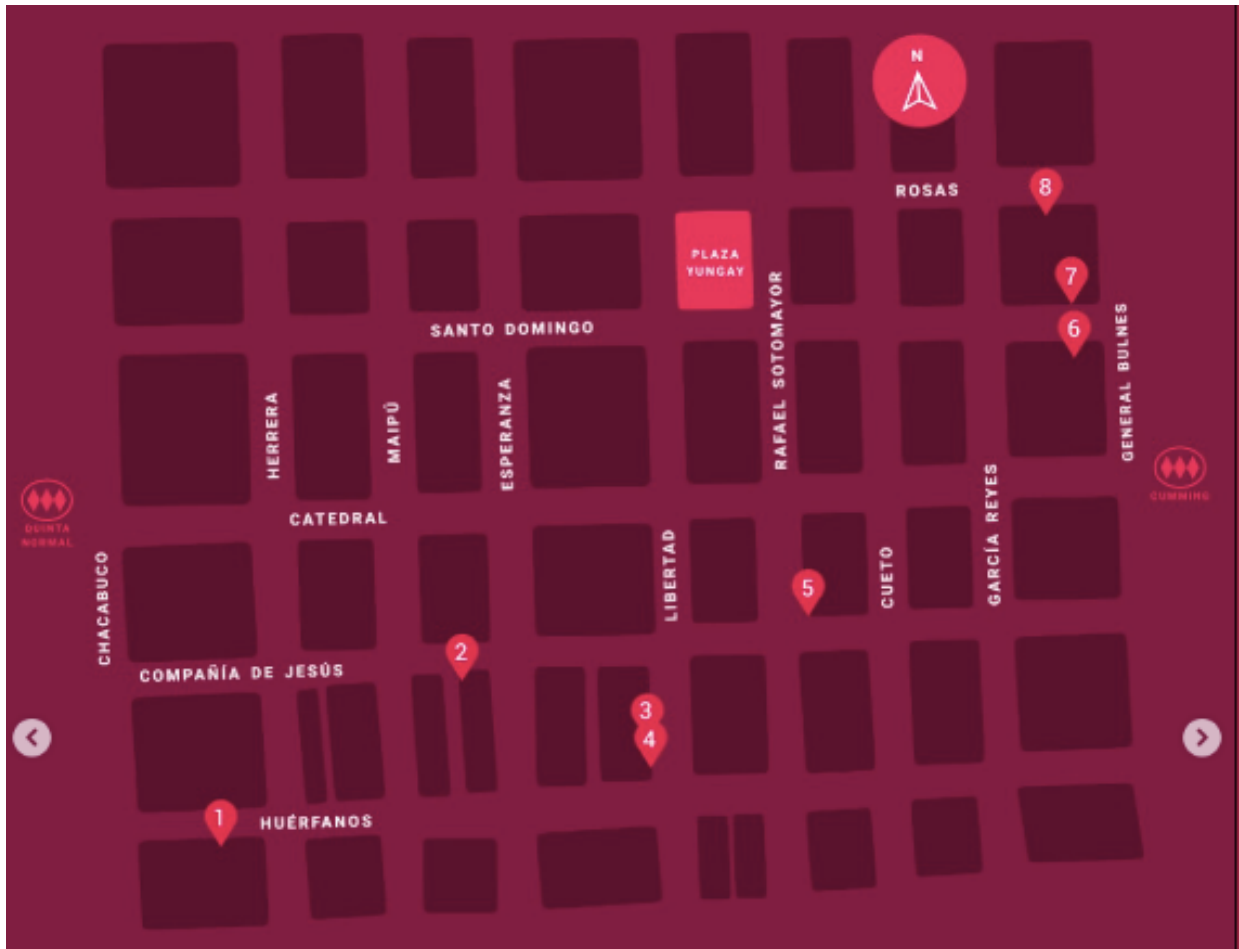 N
ROSAS
8
PLAZA
YUNGAY
7
SANTO DOMINGO
6
RAFAEL SOTOMAYOR
GENERAL BULNES
HERRERA
MAIPÚ
ESPERANZA
QUINTA
NORMAL
CUMMING
CATEDRAL
CHACABUCO
LIBERTAD
5
CUETO
GARCÍA REYES
2
COMPAÑÍA DE JESÚS
3
4
1
HUÉRFANOS